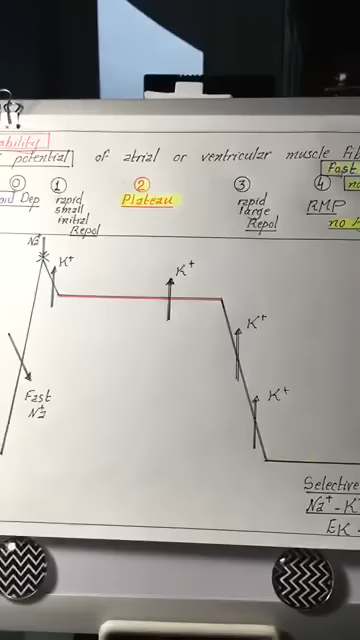 ability
potential of atrial or ventricular muscle fib
Fast
0 1 2 3 4 no
Dep rapid Plateau rapid RMP
small large no
initial Repol
Repol
Na+
K+ K+
K+
K+
Fast
Na+
Selective
Na+ - K
EK